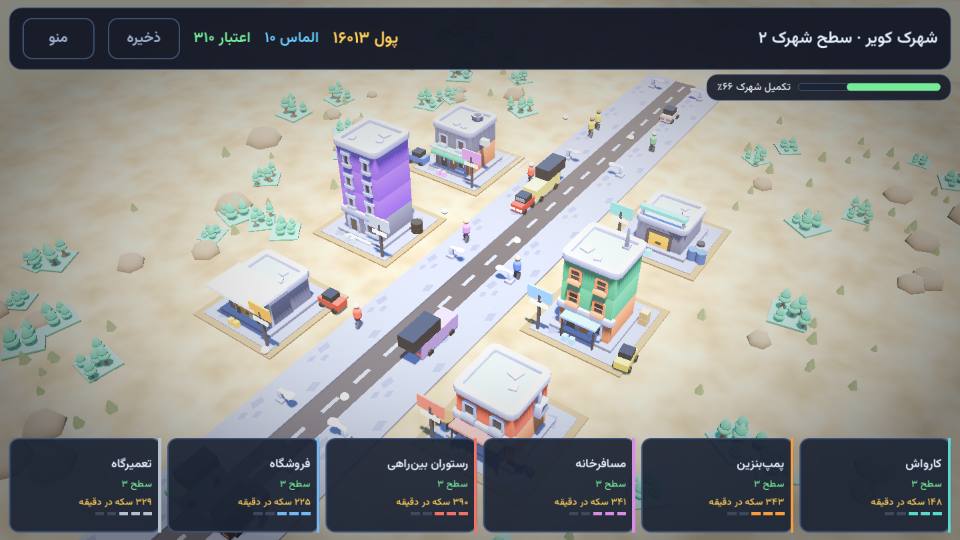 شهرک کویر · سطح شهرک ۲
پول ۱۶۰۱۳
الماس ۱۰
اعتبار ۳۱۰
ذخیره
منو
تکمیل شهرک ۶۶٪
کارواش
سطح ۳
۱۴۸ سکه در دقیقه
پمپ‌بنزین
سطح ۳
۳۴۳ سکه در دقیقه
مسافرخانه
سطح ۳
۳۴۱ سکه در دقیقه
رستوران بین‌راهی
سطح ۳
۳۹۰ سکه در دقیقه
فروشگاه
سطح ۳
۲۲۵ سکه در دقیقه
تعمیرگاه
سطح ۳
۳۲۹ سکه در دقیقه